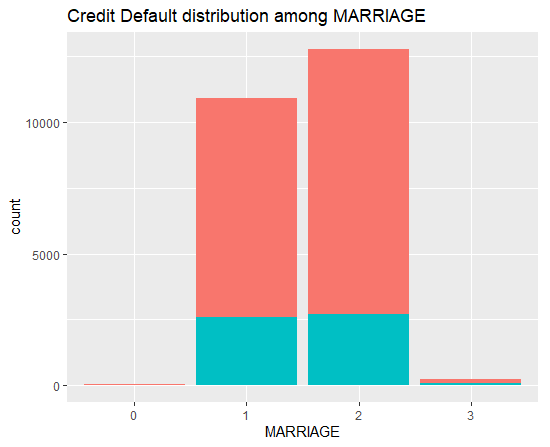 Credit Default distribution among MARRIAGE
count
10000
5000
0
0 1 2 3
MARRIAGE